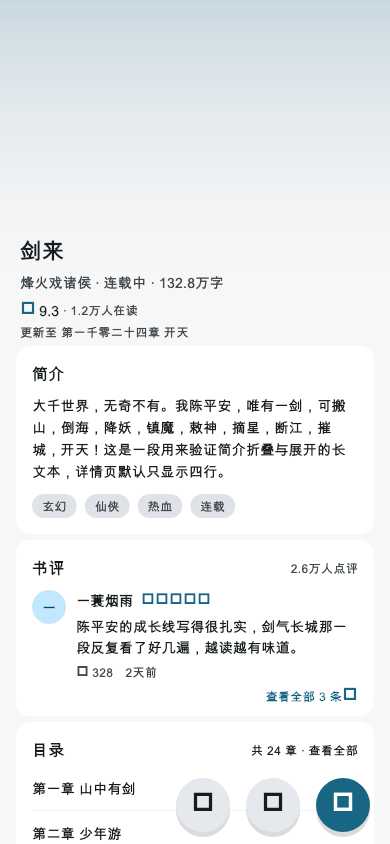 剑来
烽火戏诸侯 · 连载中 · 132.8万字
9.3 · 1.2万人在读
更新至 第一千零二十四章 开天
简介
大千世界，无奇不有。我陈平安，唯有一剑，可搬
山，倒海，降妖，镇魔，敕神，摘星，断江，摧
城，开天！这是一段用来验证简介折叠与展开的长
文本，详情页默认只显示四行。
玄幻 仙侠 热血 连载
书评 2.6万人点评
一 一蓑烟雨
陈平安的成长线写得很扎实，剑气长城那一
段反复看了好几遍，越读越有味道。
328 2天前
查看全部 3 条
目录 共 24 章 · 查看全部
第一章 山中有剑
第二章 少年游